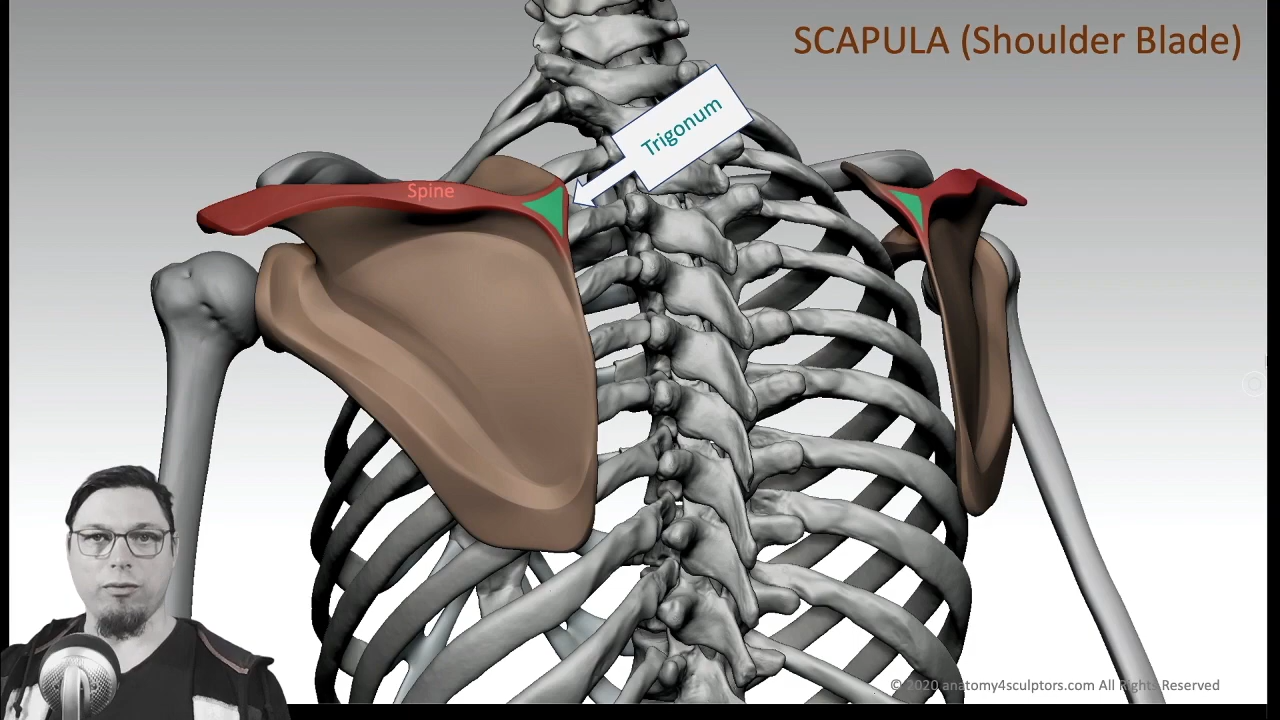 SCAPULA (Shoulder Blade)
Trigonum
Spine
© 2020 anatomy4sculptors.com All Rights Reserved